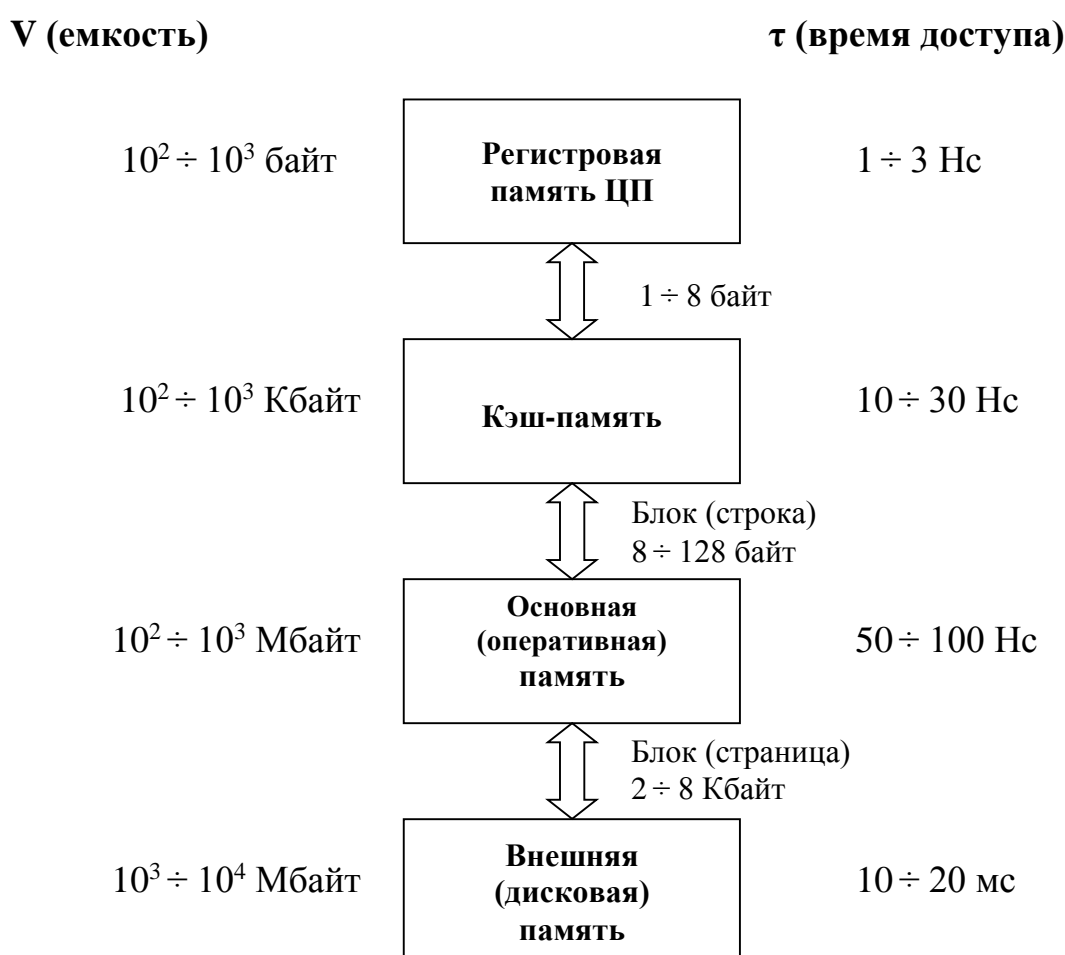 V (емкость)
τ (время доступа)
10² ÷ 10³ байт
Регистровая
память ЦП
1 ÷ 3 Нс
1 ÷ 8 байт
10² ÷ 10³ Кбайт
Кэш-память
10 ÷ 30 Нс
Блок (строка)
8 ÷ 128 байт
10² ÷ 10³ Мбайт
Основная
(оперативная)
память
50 ÷ 100 Нс
Блок (страница)
2 ÷ 8 Кбайт
10³ ÷ 10⁴ Мбайт
Внешняя
(дисковая)
память
10 ÷ 20 мс